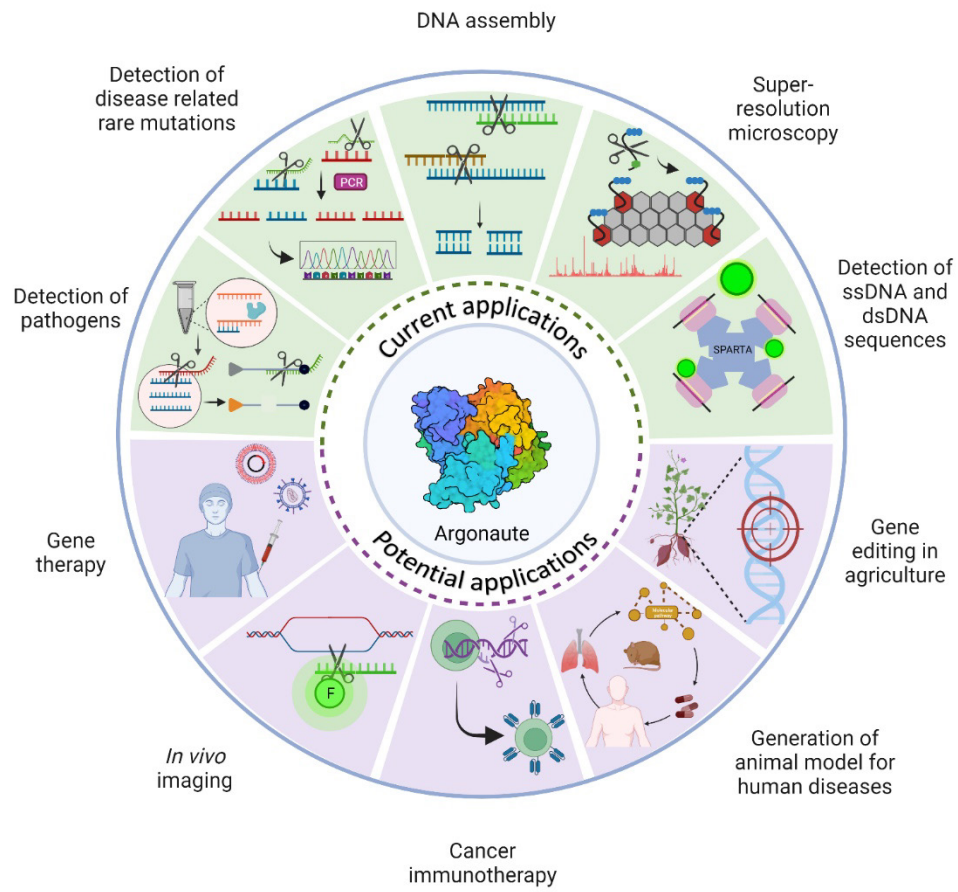 DNA assembly
Detection of
disease related
rare mutations
Super-
resolution
microscopy
PCR
Detection of
pathogens
Detection of
ssDNA and
dsDNA
sequences
SPARTA
Current applications
Argonaute
Potential applications
Gene
therapy
Gene
editing in
agriculture
Molecular
pathway
F
In vivo
imaging
Generation of
animal model for
human diseases
Cancer
immunotherapy